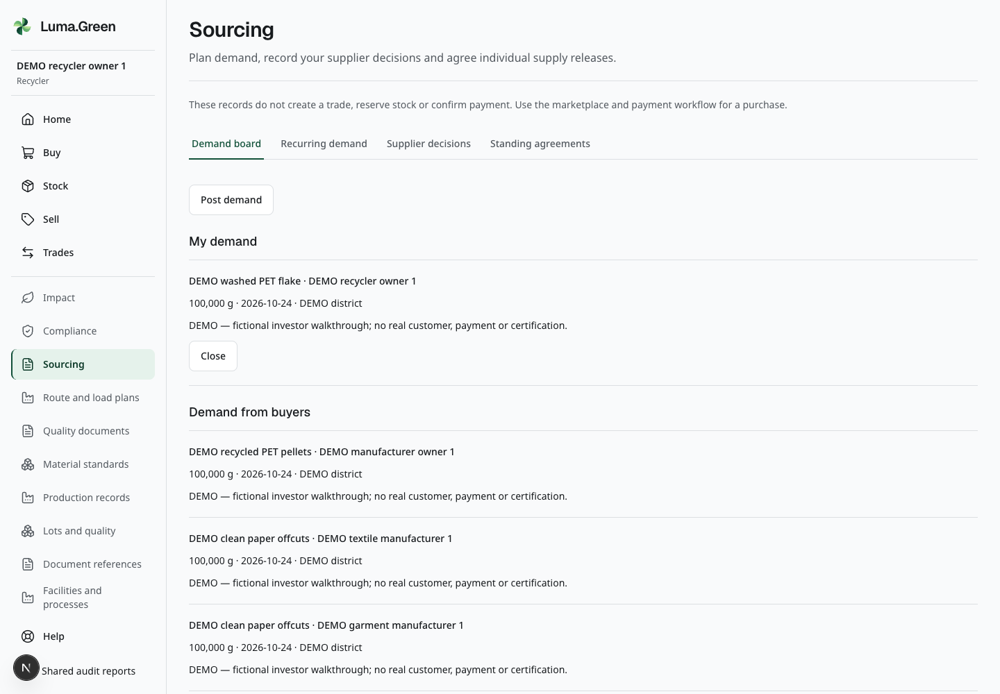 Luma.Green
DEMO recycler owner 1
Recycler
Home
Buy
Stock
Sell
Trades
Impact
Compliance
Sourcing
Route and load plans
Quality documents
Material standards
Production records
Lots and quality
Document references
Facilities and
processes
Help
N
Shared audit reports
Sourcing
Plan demand, record your supplier decisions and agree individual supply releases.
These records do not create a trade, reserve stock or confirm payment. Use the marketplace and payment workflow for a purchase.
Demand board Recurring demand Supplier decisions Standing agreements
Post demand
My demand
DEMO washed PET flake · DEMO recycler owner 1
100,000 g · 2026-10-24 · DEMO district
DEMO — fictional investor walkthrough; no real customer, payment or certification.
Close
Demand from buyers
DEMO recycled PET pellets · DEMO manufacturer owner 1
100,000 g · 2026-10-24 · DEMO district
DEMO — fictional investor walkthrough; no real customer, payment or certification.
DEMO clean paper offcuts · DEMO textile manufacturer 1
100,000 g · 2026-10-24 · DEMO district
DEMO — fictional investor walkthrough; no real customer, payment or certification.
DEMO clean paper offcuts · DEMO garment manufacturer 1
100,000 g · 2026-10-24 · DEMO district
DEMO — fictional investor walkthrough; no real customer, payment or certification.